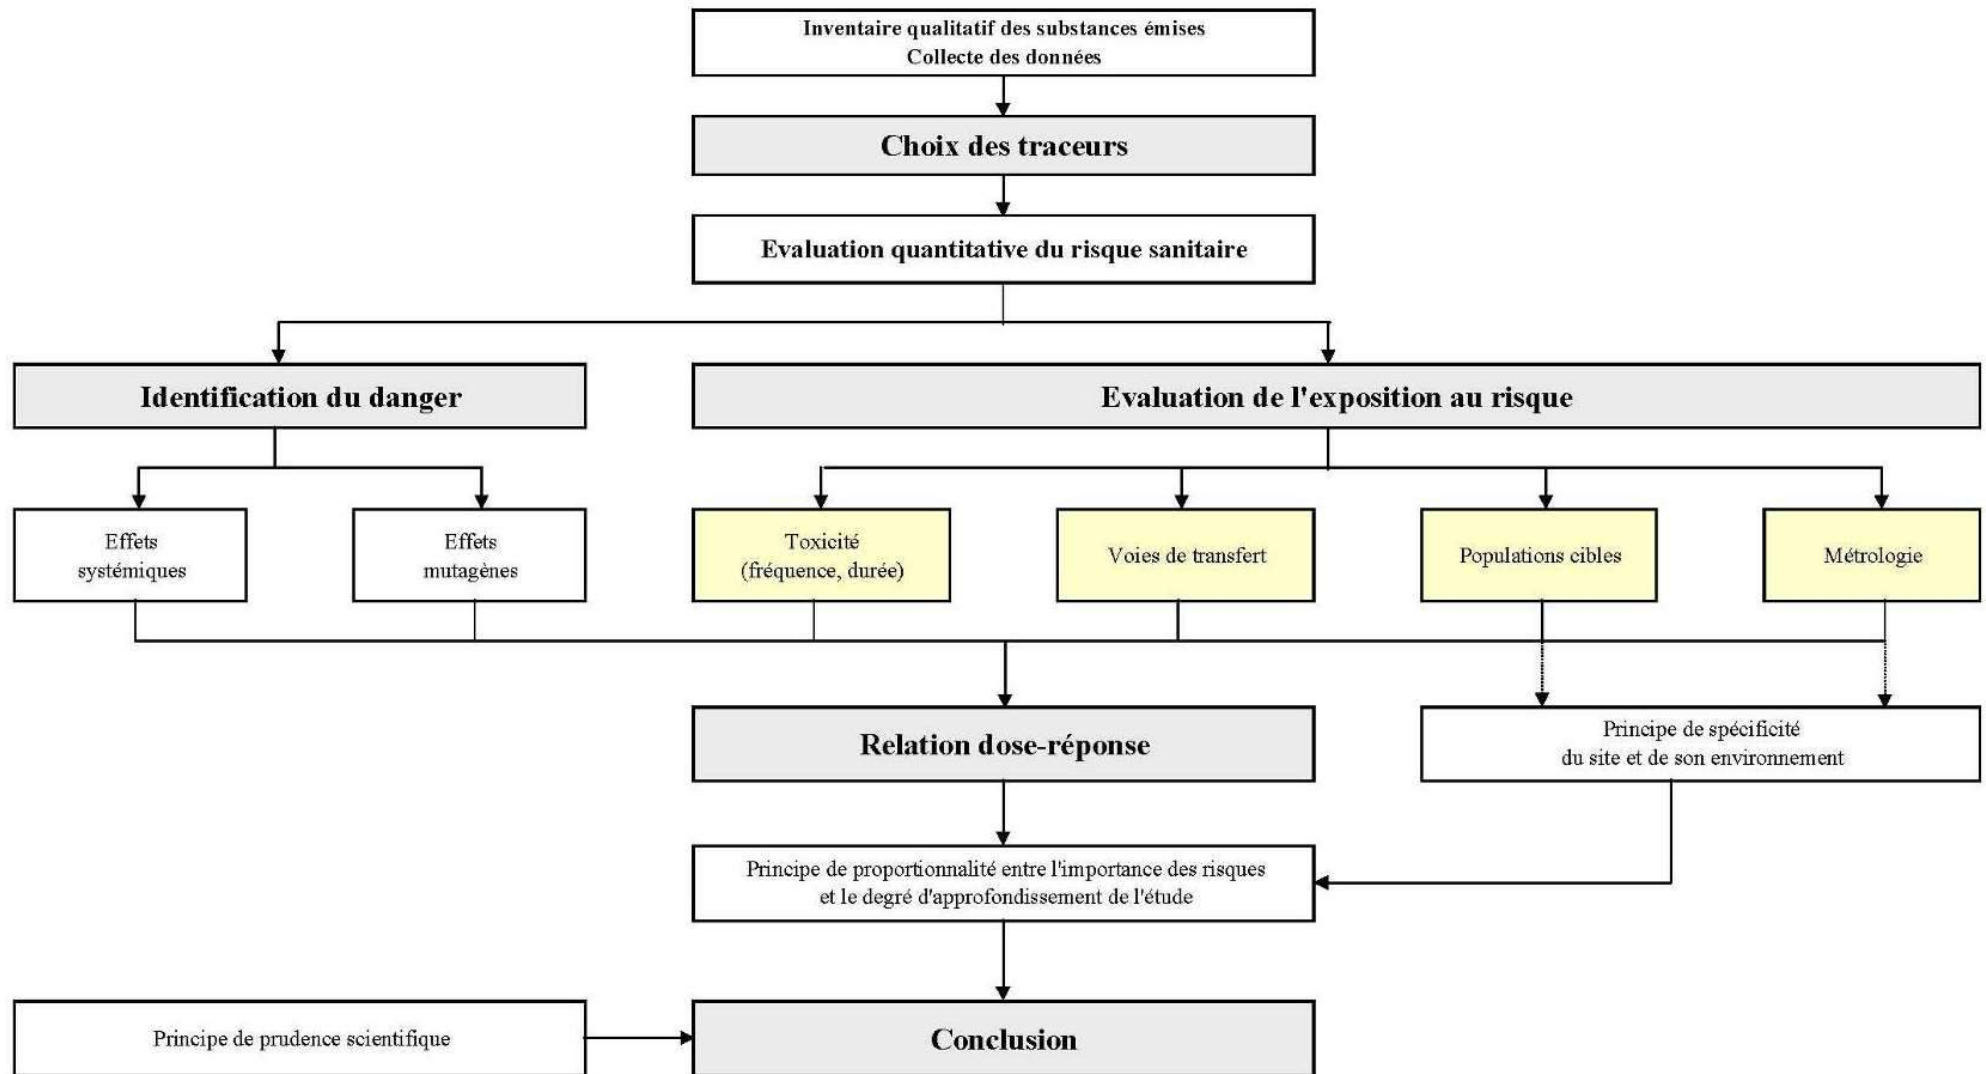 Inventaire qualitatif des substances émises
Collecte des données
Choix des traceurs
Evaluation quantitative du risque sanitaire
Identification du danger
Evaluation de l'exposition au risque
Effets
systémiques
Effets
mutagènes
Toxicité
(fréquence, durée)
Voies de transfert
Populations cibles
Métrologie
Relation dose-réponse
Principe de spécificité
du site et de son environnement
Principe de proportionnalité entre l'importance des risques
et le degré d'approfondissement de l'étude
Principe de prudence scientifique
Conclusion